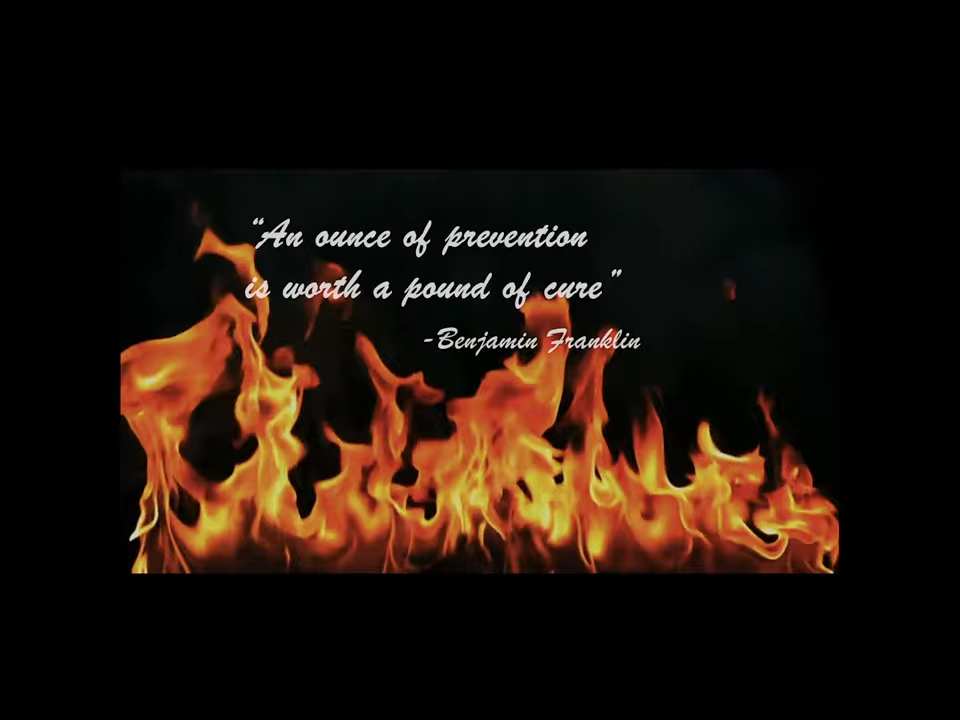 “An ounce of prevention
is worth a pound of cure”
-Benjamin Franklin